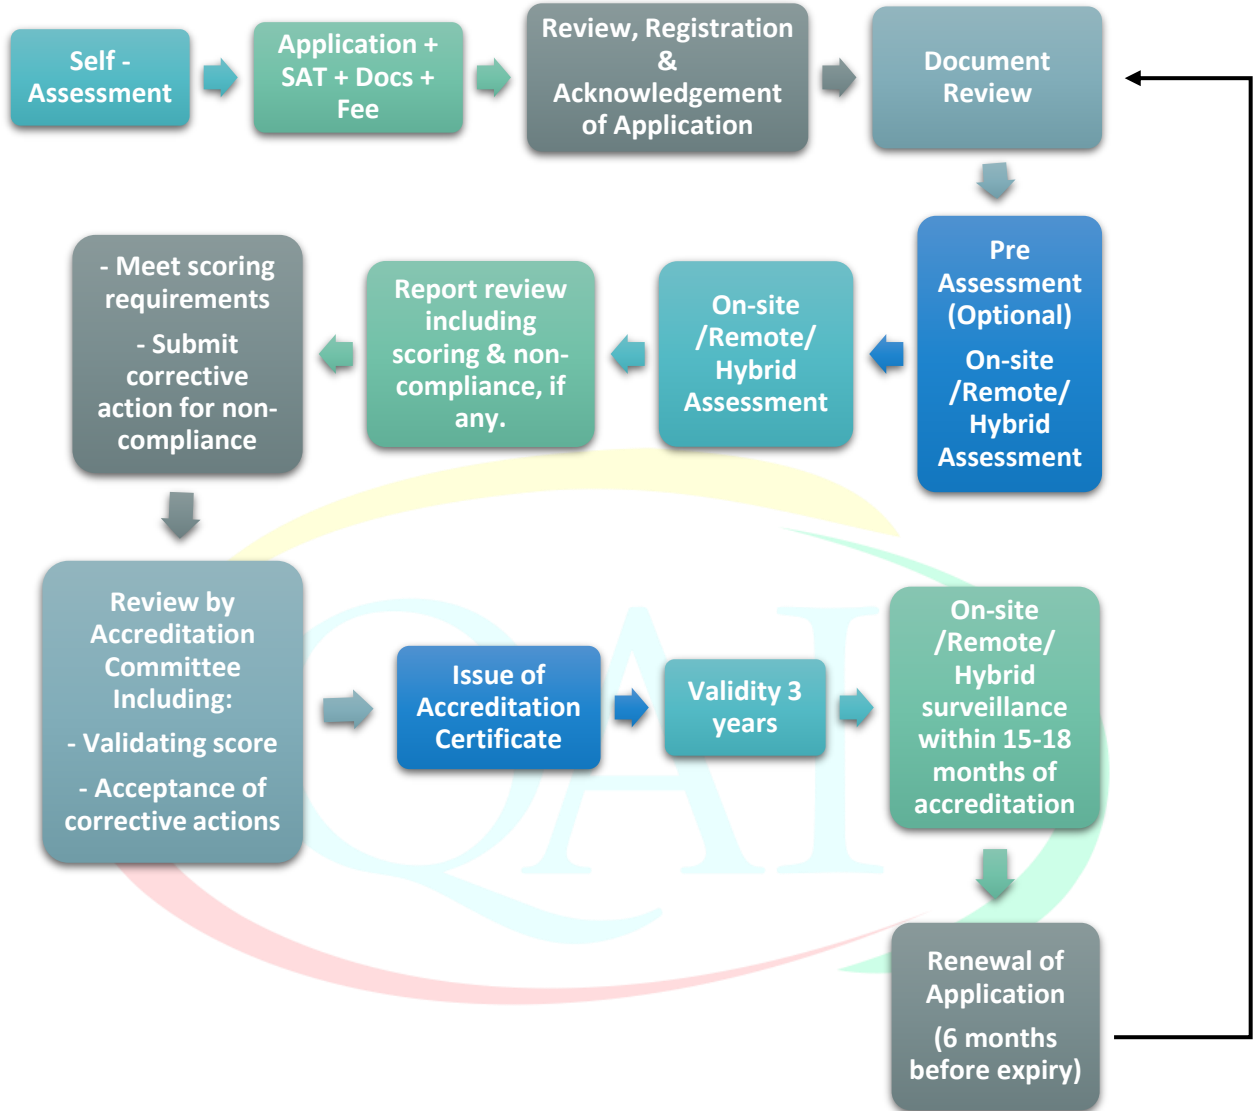 Self -
Assessment
Application +
SAT + Docs +
Fee
Review, Registration
&
Acknowledgement
of Application
Document
Review
Pre
Assessment
(Optional)
On-site
/Remote/
Hybrid
Assessment
On-site
/Remote/
Hybrid
Assessment
Report review
including
scoring & non-
compliance, if
any.
- Meet scoring
requirements
- Submit
corrective
action for non-
compliance
Review by
Accreditation
Committee
Including:
- Validating score
- Acceptance of
corrective actions
Issue of
Accreditation
Certificate
Validity 3
years
On-site
/Remote/
Hybrid
surveillance
within 15-18
months of
accreditation
Renewal of
Application
(6 months
before expiry)
QAI